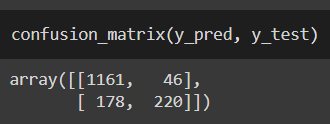 confusion_matrix(y_pred, y_test)
array([[1161, 46],
[ 178, 220]])